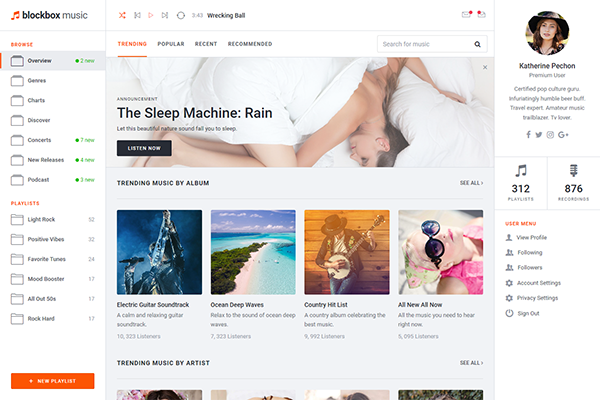 blockbox music
BROWSE
Overview
2 new
Genres
Charts
Discover
Concerts
7 new
New Releases
4 new
Podcast
3 new
PLAYLISTS
Light Rock
52
Positive Vibes
32
Favorite Tunes
24
Mood Booster
17
All Out 50s
17
Rock Hard
17
+ NEW PLAYLIST
3:43 Wrecking Ball
TRENDING
POPULAR
RECENT
RECOMMENDED
Search for music
ANNOUNCEMENT
The Sleep Machine: Rain
Let this beautiful nature sound fall you to sleep.
LISTEN NOW
TRENDING MUSIC BY ALBUM
SEE ALL
Electric Guitar Soundtrack
A calm and relaxing guitar
soundtrack.
10, 323 Listeners
Ocean Deep Waves
Relax to the sound of ocean deep
waves.
7, 323 Listeners
Country Hit List
A country album celebrating the
best music.
9, 992 Listeners
All New All Now
All the music you need to hear
right now.
5, 095 Listeners
TRENDING MUSIC BY ARTIST
SEE ALL
Katherine Pechon
Premium User
Certified pop culture guru.
Infuriatingly humble beer buff.
Travel expert. Amateur music
trailblazer. Tv lover.
312
PLAYLISTS
876
RECORDINGS
USER MENU
View Profile
Following
Followers
Account Settings
Privacy Settings
Sign Out